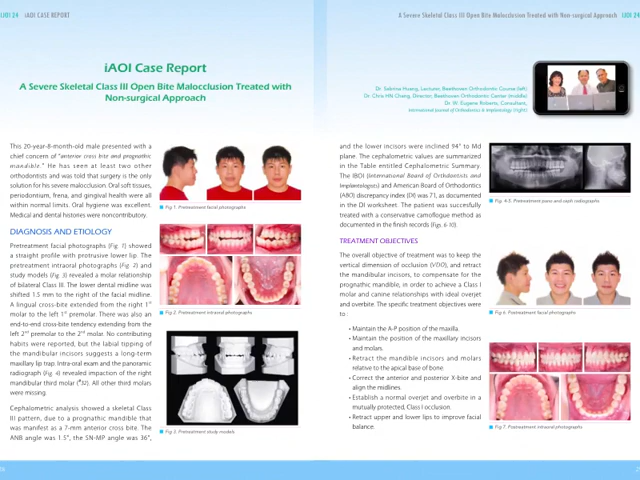 IJOI 24 iAOI CASE REPORT
iAOI Case Report
A Severe Skeletal Class III Open Bite Malocclusion Treated with
Non-surgical Approach
This 20-year-8-month-old male presented with a
chief concern of "anterior cross bite and prognathic
mandible." He has seen at least two other
orthodontists and was told that surgery is the only
solution for his severe malocclusion. Oral soft tissues,
periodontium, frena, and gingival health were all
within normal limits. Oral hygiene was excellent.
Medical and dental histories were noncontributory.
DIAGNOSIS AND ETIOLOGY
Pretreatment facial photographs (Fig. 1) showed
a straight profile with protrusive lower lip. The
pretreatment intraoral photographs (Fig. 2) and
study models (Fig. 3) revealed a molar relationship
of bilateral Class III. The lower dental midline was
shifted 1.5 mm to the right of the facial midline.
A lingual cross-bite extended from the right 1st
molar to the left 1st premolar. There was also an
end-to-end cross-bite tendency extending from the
left 2nd premolar to the 2nd molar. No contributing
habits were reported, but the labial tipping of
the mandibular incisors suggests a long-term
maxillary lip trap. Intra-oral exam and the panoramic
radiograph (Fig. 4) revealed impaction of the right
mandibular third molar (#32). All other third molars
were missing.
Cephalometric analysis showed a skeletal Class
III pattern, due to a prognathic mandible that
was manifest as a 7-mm anterior cross bite. The
ANB angle was 1.5°, the SN-MP angle was 36°,
Fig 1. Pretreatment facial photographs
Fig 2. Pretreatment intraoral photographs
Fig 3. Pretreatment study models
A Severe Skeletal Class III Open Bite Malocclusion Treated with Non-surgical Approach IJOI 24
Dr. Sabrina Huang, Lecturer, Beethoven Orthodontic Course (left)
Dr. Chris HN Chang, Director, Beethoven Orthodontic Center (middle)
Dr. W. Eugene Roberts, Consultant,
International Journal of Orthodontics & Implantology (right)
and the lower incisors were inclined 94° to Md
plane. The cephalometric values are summarized
in the Table entitled Cephalometric Summary.
The IBOI (International Board of Orthodontists and
Implantologists) and American Board of Orthodontics
(ABO) discrepancy index (DI) was 71, as documented
in the DI worksheet. The patient was succesfully
treated with a conservative camoflogue method as
documented in the finish records (Figs. 6-10).
TREATMENT OBJECTIVES
The overall objective of treatment was to keep the
vertical dimension of occlusion (VDO), and retract
the mandibular incisors, to compensate for the
prognathic mandible, in order to achieve a Class I
molar and canine relationships with ideal overjet
and overbite. The specific treatment objectives were
to :
• Maintain the A-P position of the maxilla.
• Maintain the position of the maxillary incisors
and molars.
• Retract the mandible incisors and molars
relative to the apical base of bone.
• Correct the anterior and posterior X-bite and
align the midlines.
• Establish a normal overjet and overbite in a
mutually protected, Class I occlusion.
• Retract upper and lower lips to improve facial
balance.
Fig. 4-5. Pretreatment pano and ceph radiographs
Fig 6. Posttreatment facial photographs
Fig 7. Posttreatment intraoral photographs